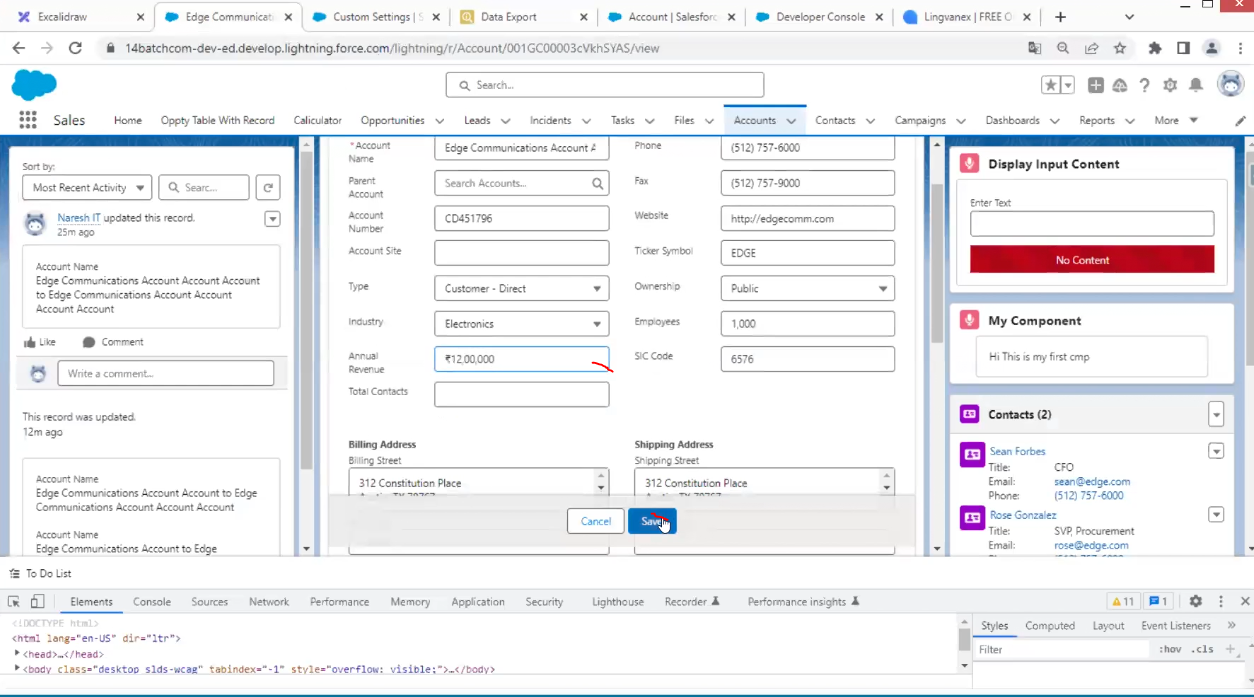 Excalidraw
Edge Communicati
Custom Settings | S
Data Export
Account | Salesforc
Developer Console
Lingvanex | FREE O
14batchcom-dev-ed.develop.lightning.force.com/lightning/r/Account/001GC00003cVkhSYAS/view
Search...
Sales
Home
Oppty Table With Record
Calculator
Opportunities
Leads
Incidents
Tasks
Files
Accounts
Contacts
Campaigns
Dashboards
Reports
More
Sort by:
Most Recent Activity
Searc...
Naresh IT updated this record.
25m ago
Account Name
Edge Communications Account Account Account
to Edge Communications Account Account
Account Account
Like
Comment
Write a comment...
This record was updated.
12m ago
Account Name
Edge Communications Account Account to Edge
Communications Account Account
Account Name
Edge Communications Account to Edge
*Account
Name
Edge Communications Account A
Parent
Account
Search Accounts...
Account
Number
CD451796
Account Site
Type
Customer - Direct
Industry
Electronics
Annual
Revenue
₹12,00,000
Total Contacts
Phone
(512) 757-6000
Fax
(512) 757-9000
Website
http://edgecomm.com
Ticker Symbol
EDGE
Ownership
Public
Employees
1,000
SIC Code
6576
Billing Address
Billing Street
312 Constitution Place
Austin, TX 78767
Shipping Address
Shipping Street
312 Constitution Place
Austin, TX 78767
Cancel
Save
Display Input Content
Enter Text
No Content
My Component
Hi This is my first cmp
Contacts (2)
Sean Forbes
Title: CFO
Email: sean@edge.com
Phone: (512) 757-6000
Rose Gonzalez
Title: SVP, Procurement
Email: rose@edge.com
To Do List
Elements
Console
Sources
Network
Performance
Memory
Application
Security
Lighthouse
Recorder
Performance insights
11
1
<!DOCTYPE html>
<html lang="en-US" dir="ltr">
<head>…</head>
<body class="desktop slds-wcag" tabindex="-1" style="overflow: visible;">…</body>
Styles
Computed
Layout
Event Listeners
Filter
:hov
.cls